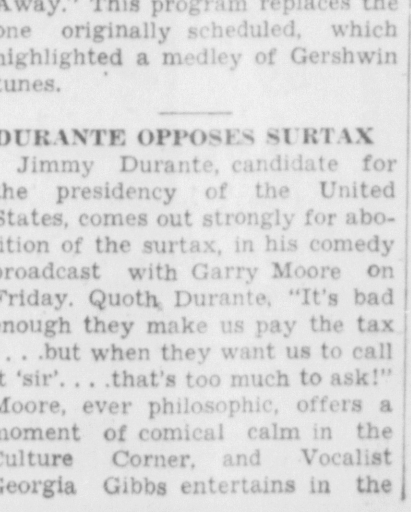 Away." This program replaces the
one originally scheduled, which
highlighted a medley of Gershwin
tunes.
DURANTE OPPOSES SURTAX
Jimmy Durante, candidate for
the presidency of the United
States, comes out strongly for abo-
ition of the surtax, in his comedy
broadcast with Garry Moore on
Friday. Quoth Durante, "It's bad
enough they make us pay the tax
....but when they want us to call
it 'sir'....that's too much to ask!"
Moore, ever philosophic, offers a
moment of comical calm in the
Culture Corner, and Vocalist
Georgia Gibbs entertains in the